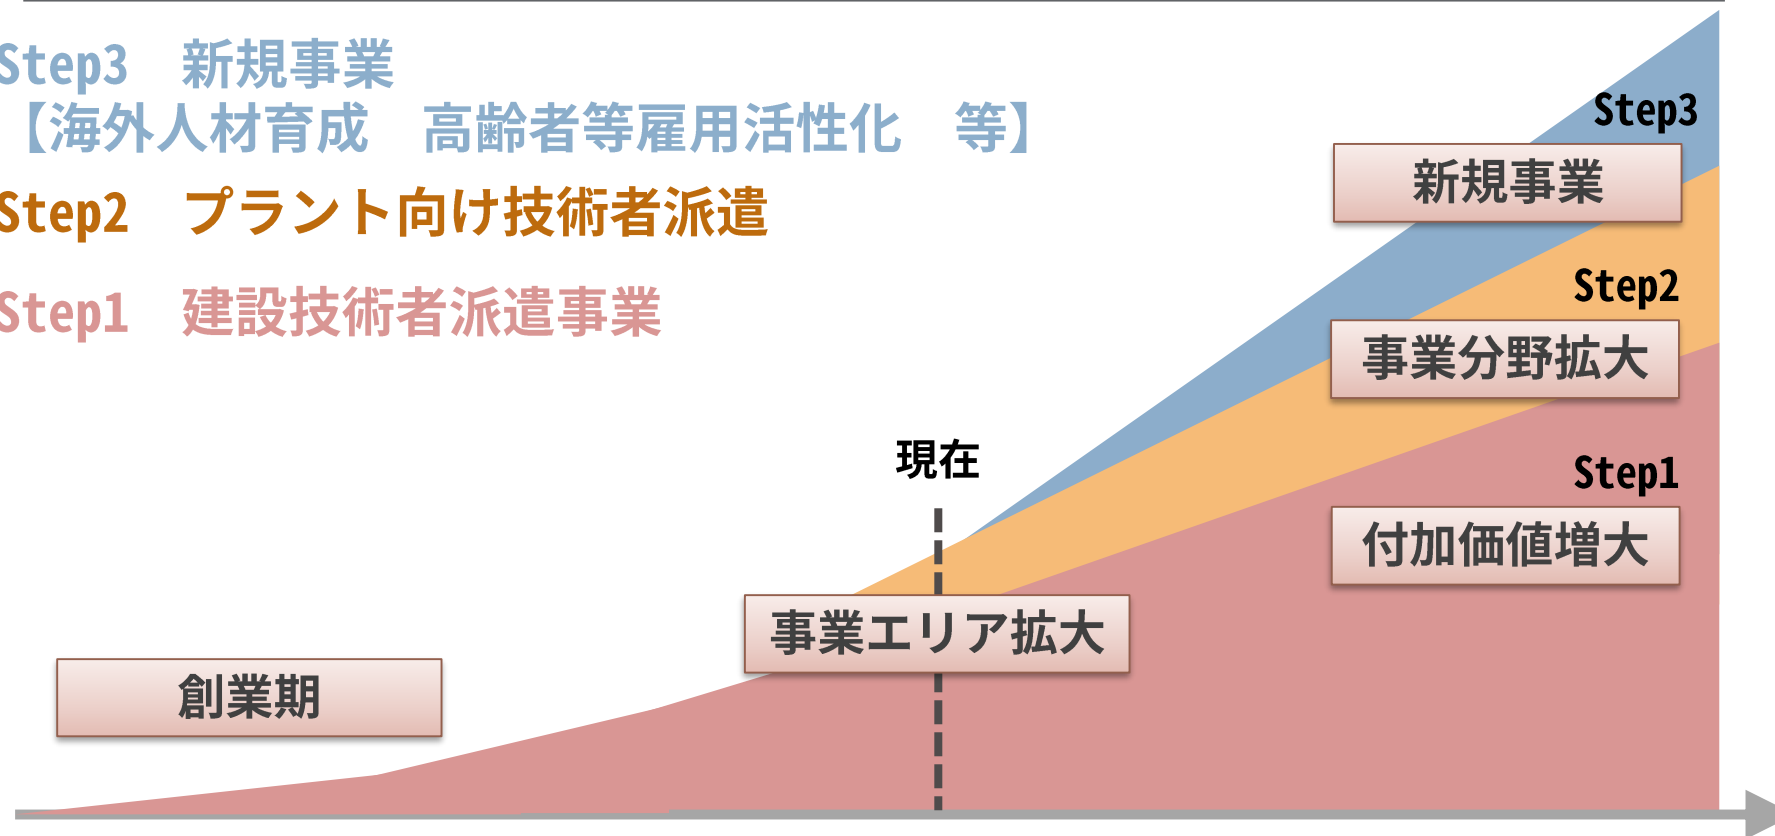 Step3　新規事業
【海外人材育成　高齢者等雇用活性化　等】
Step2　プラント向け技術者派遣
Step1　建設技術者派遣事業
Step3
新規事業
Step2
事業分野拡大
現在
Step1
付加価値増大
事業エリア拡大
創業期